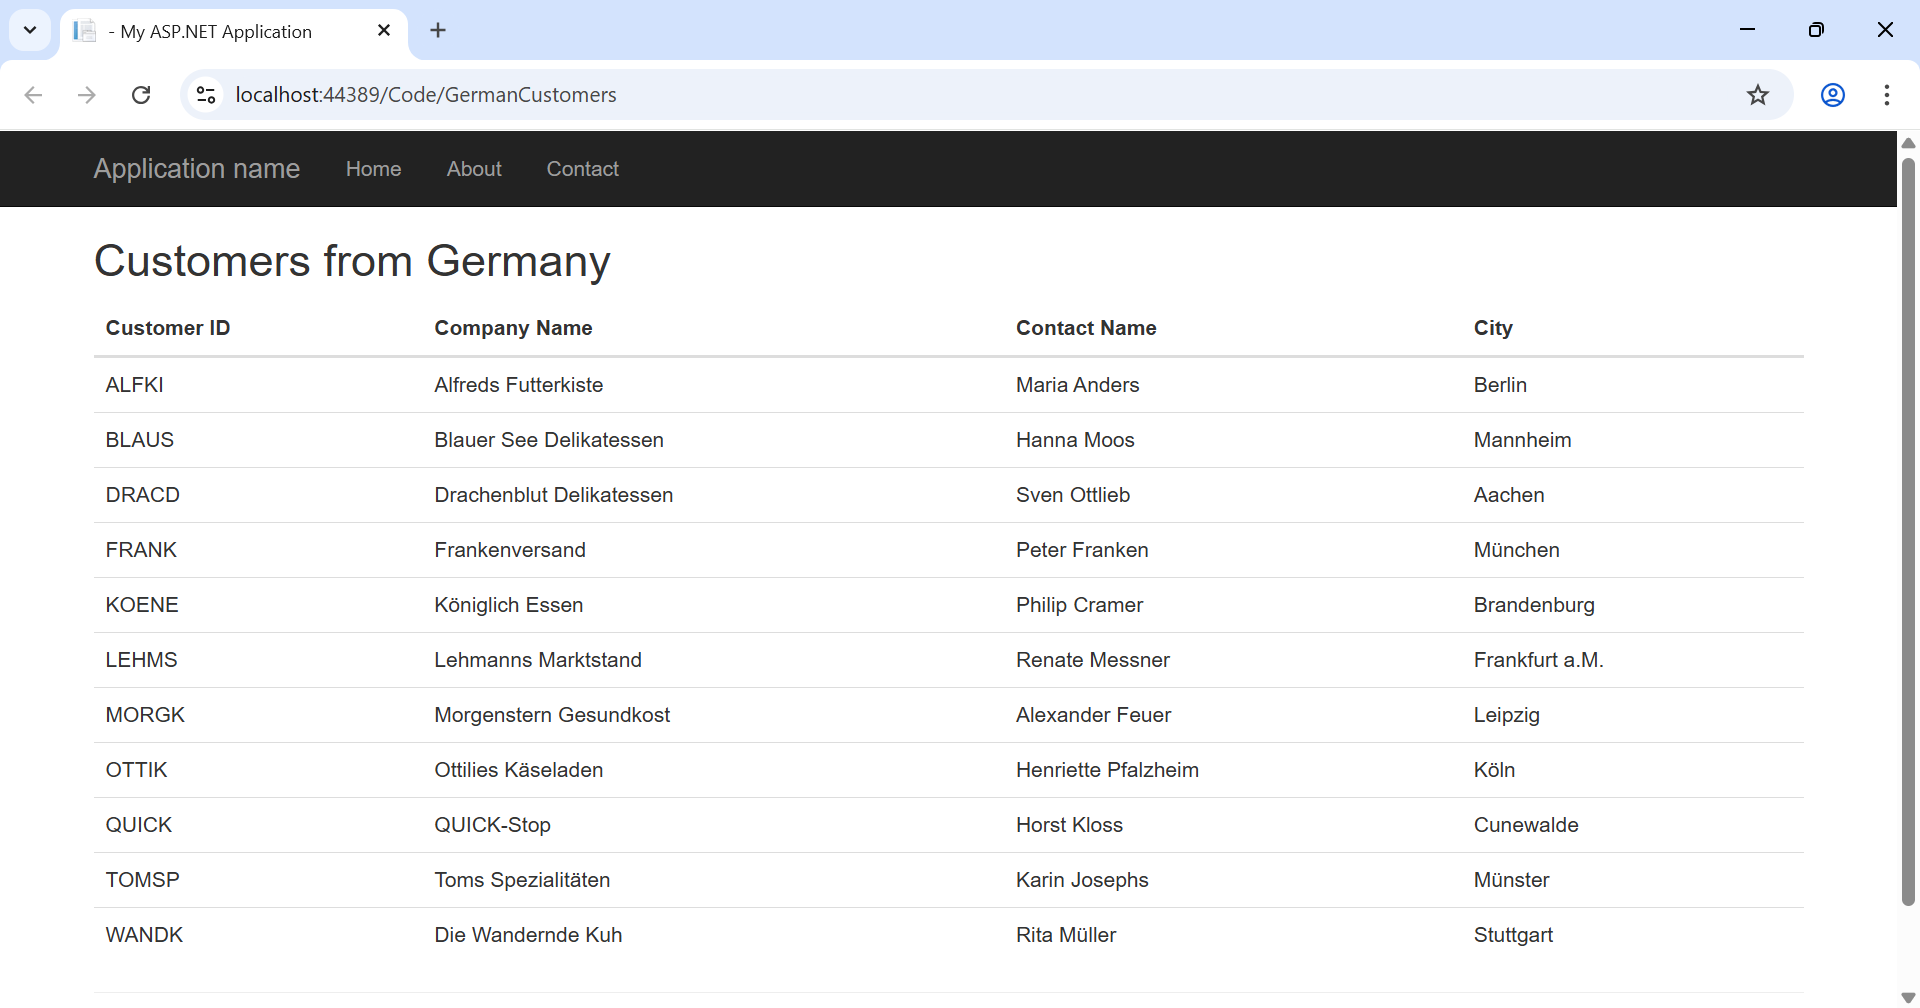 - My ASP.NET Application
localhost:44389/Code/GermanCustomers
Application name Home About Contact
Customers from Germany
Customer ID Company Name Contact Name City
ALFKI Alfreds Futterkiste Maria Anders Berlin
BLAUS Blauer See Delikatessen Hanna Moos Mannheim
DRACD Drachenblut Delikatessen Sven Ottlieb Aachen
FRANK Frankenversand Peter Franken München
KOENE Königlich Essen Philip Cramer Brandenburg
LEHMS Lehmanns Marktstand Renate Messner Frankfurt a.M.
MORGK Morgenstern Gesundkost Alexander Feuer Leipzig
OTTIK Ottilies Käseladen Henriette Pfalzheim Köln
QUICK QUICK-Stop Horst Kloss Cunewalde
TOMSP Toms Spezialitäten Karin Josephs Münster
WANDK Die Wandernde Kuh Rita Müller Stuttgart